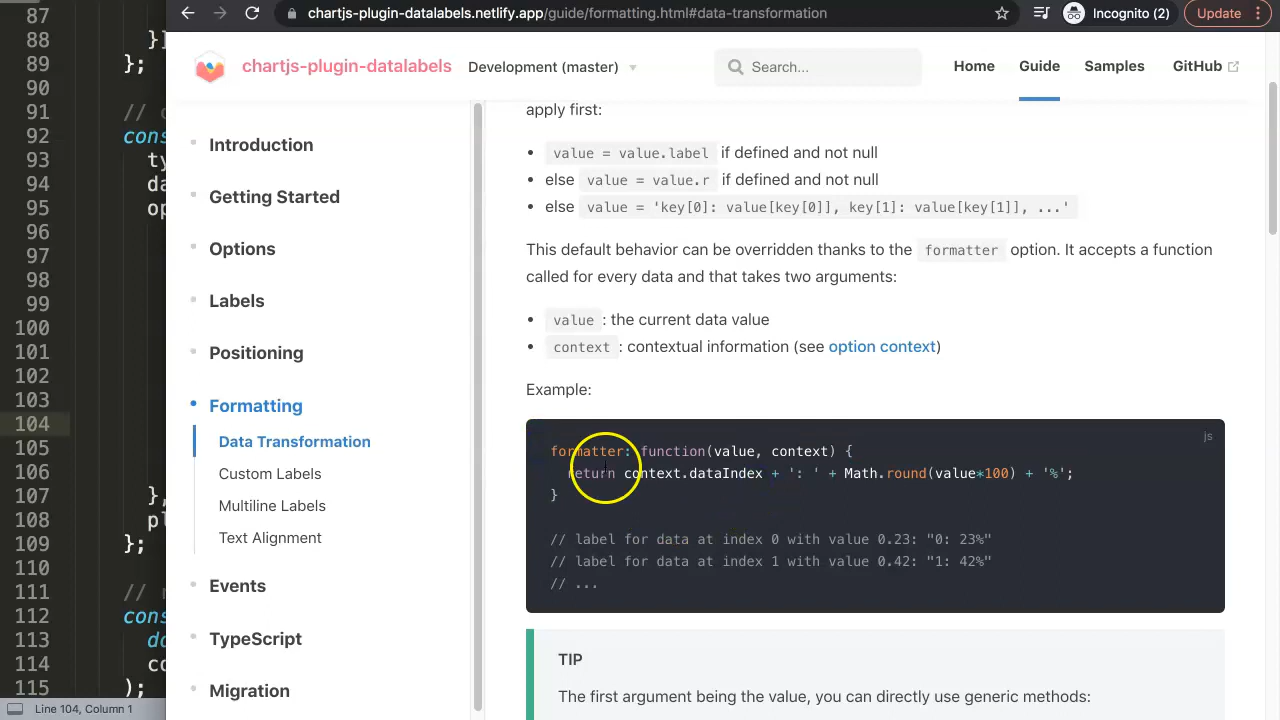 chartjs-plugin-datalabels.netlify.app/guide/formatting.html#data-transformation
Incognito (2)
Update
chartjs-plugin-datalabels
Development (master)
Search...
Home
Guide
Samples
GitHub
87
88 }]
89 };
90
91 // c
92 cons
93 ty
94 da
95 op
96
97
98
99
100
101
102
103
104
105
106
107 },
108 pl
109 };
110
111 // r
112 cons
113 do
114 co
115 );
Line 104, Column 1
Introduction
Getting Started
Options
Labels
Positioning
Formatting
Data Transformation
Custom Labels
Multiline Labels
Text Alignment
Events
TypeScript
Migration
apply first:
• value = value.label if defined and not null
• else value = value.r if defined and not null
• else value = 'key[0]: value[key[0]], key[1]: value[key[1]], ...'
This default behavior can be overridden thanks to the formatter option. It accepts a function
called for every data and that takes two arguments:
• value : the current data value
• context : contextual information (see option context)
Example:
js
formatter: function(value, context) {
return context.dataIndex + ': ' + Math.round(value*100) + '%';
}
// label for data at index 0 with value 0.23: "0: 23%"
// label for data at index 1 with value 0.42: "1: 42%"
// ...
TIP
The first argument being the value, you can directly use generic methods: